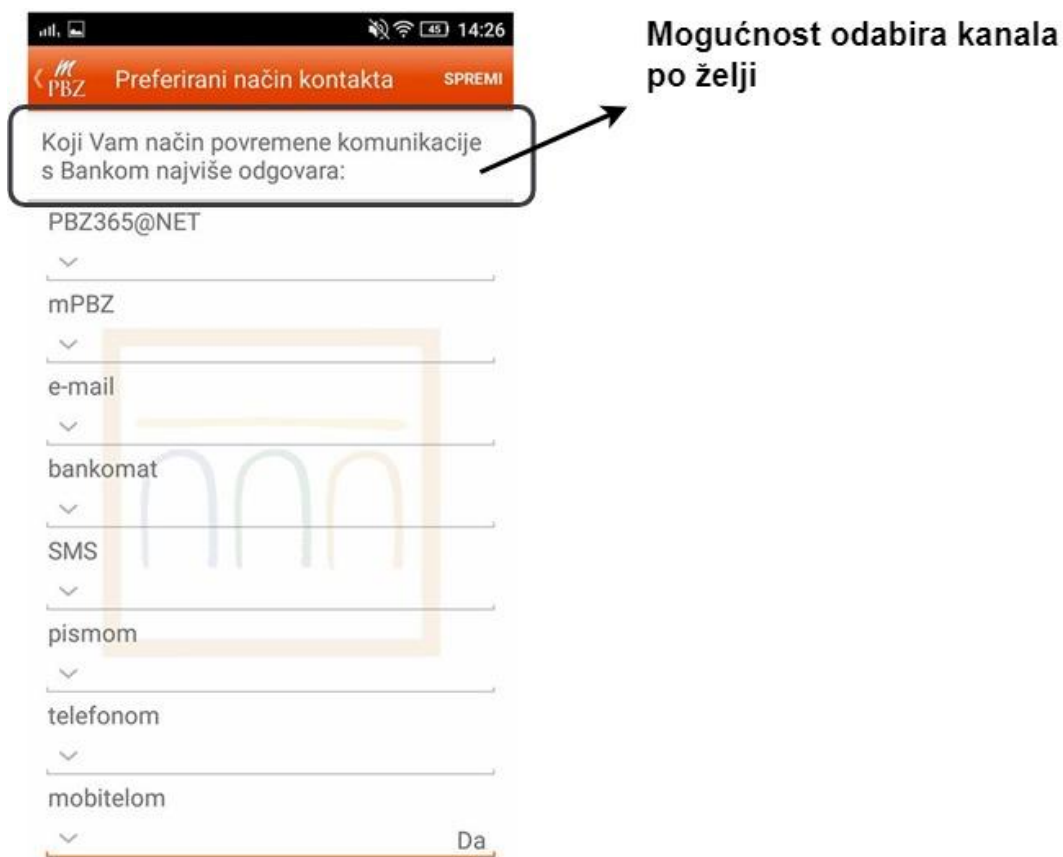 45 14:26
m
PBZ
Preferirani način kontakta
SPREMI
Koji Vam način povremene komunikacije
s Bankom najviše odgovara:
PBZ365@NET
mPBZ
e-mail
bankomat
SMS
pismom
telefonom
mobitelom
Da
Mogućnost odabira kanala
po želji